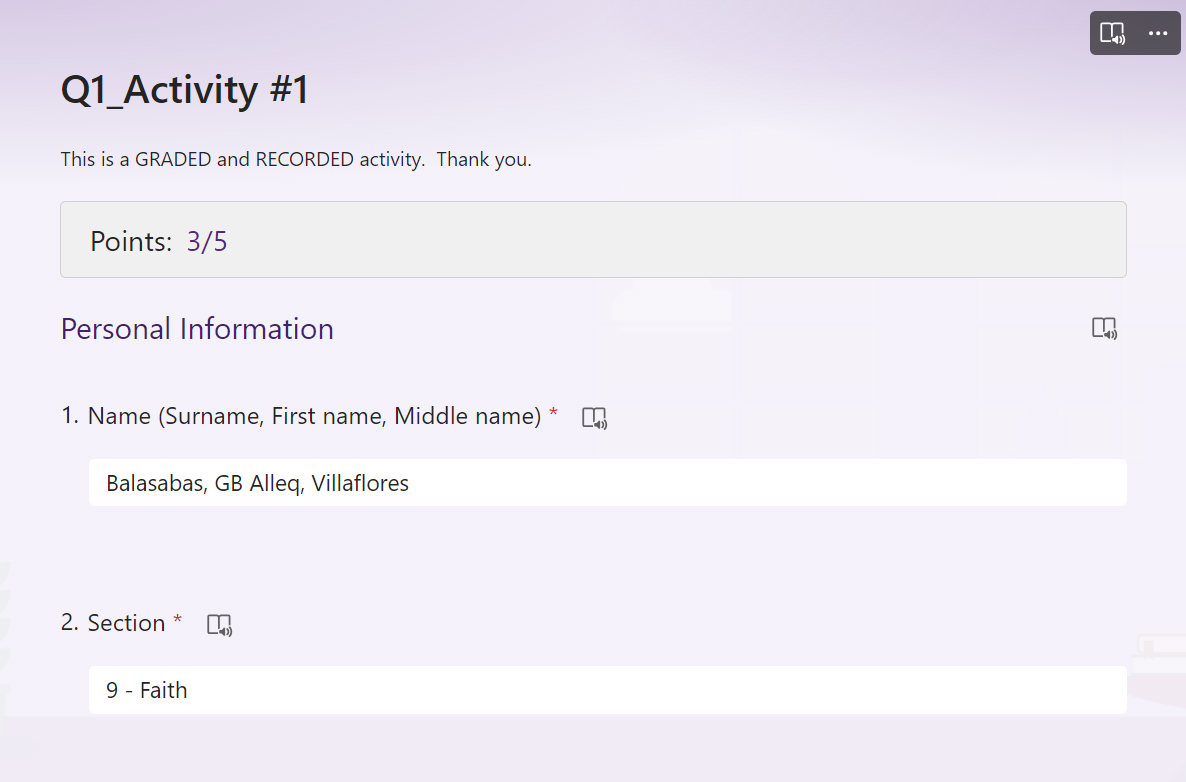 Q1_Activity #1
This is a GRADED and RECORDED activity.  Thank you.
Points: 3/5
Personal Information
1. Name (Surname, First name, Middle name) *
Balasabas, GB Alleq, Villaflores
2. Section *
9 - Faith